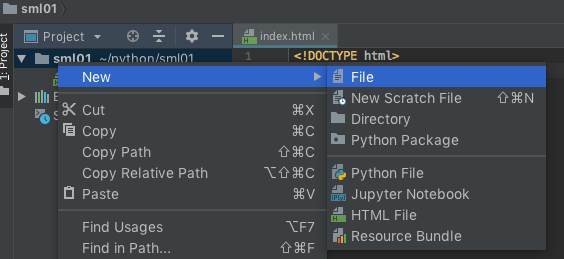 sml01
1: Project
Project
index.html
sml01 ~/python/sml01
1
<!DOCTYPE html>
New
File
New Scratch File ⇧⌘N
Directory
Python Package
Cut ⌘X
Copy ⌘C
Copy Path ⇧⌘C
Copy Relative Path ⌥⇧⌘C
Paste ⌘V
Python File
Jupyter Notebook
HTML File
Resource Bundle
Find Usages ⌥F7
Find in Path... ⇧⌘F